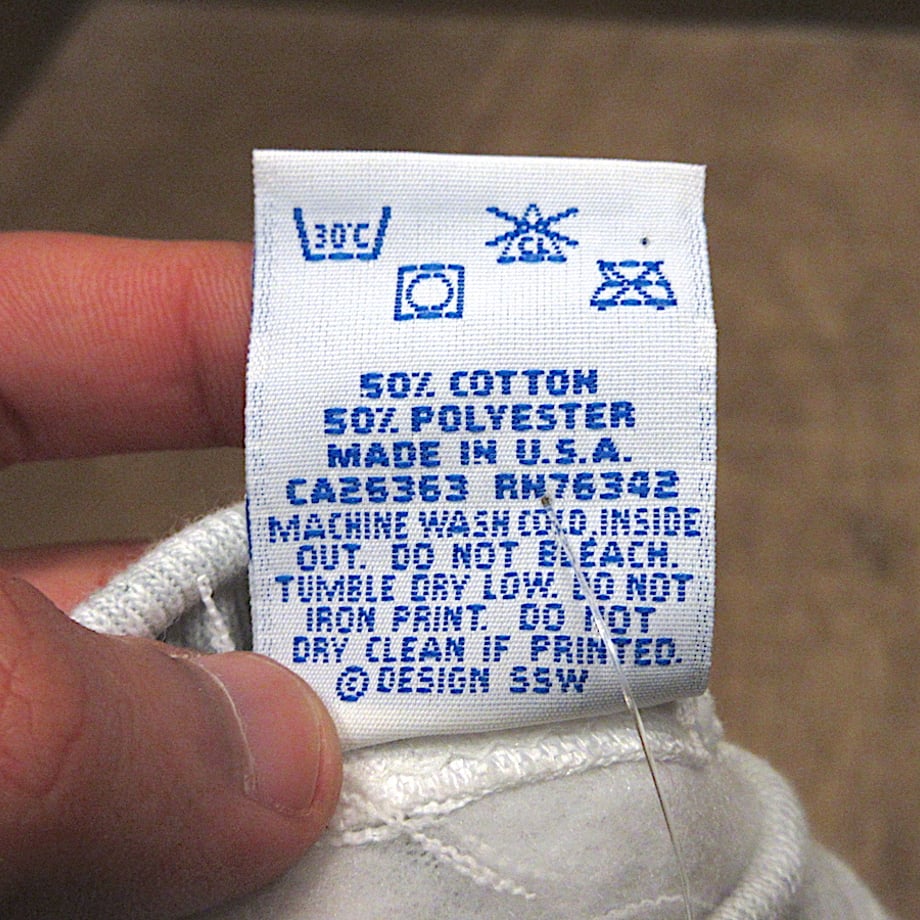 30°C
CL
50% COTTON
50% POLYESTER
MADE IN U.S.A.
CA26363 RN76342
MACHINE WASH COLD INSIDE
OUT. DO NOT BLEACH.
TUMBLE DRY LOW. DO NOT
IRON PRINT. DO NOT
DRY CLEAN IF PRINTED.
© DESIGN SSW